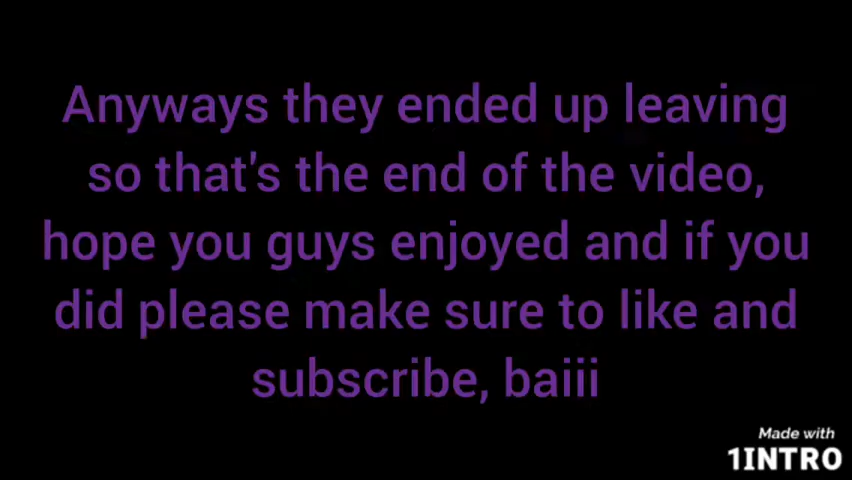 Anyways they ended up leaving
so that's the end of the video,
hope you guys enjoyed and if you
did please make sure to like and
subscribe, baiii
Made with
1INTRO